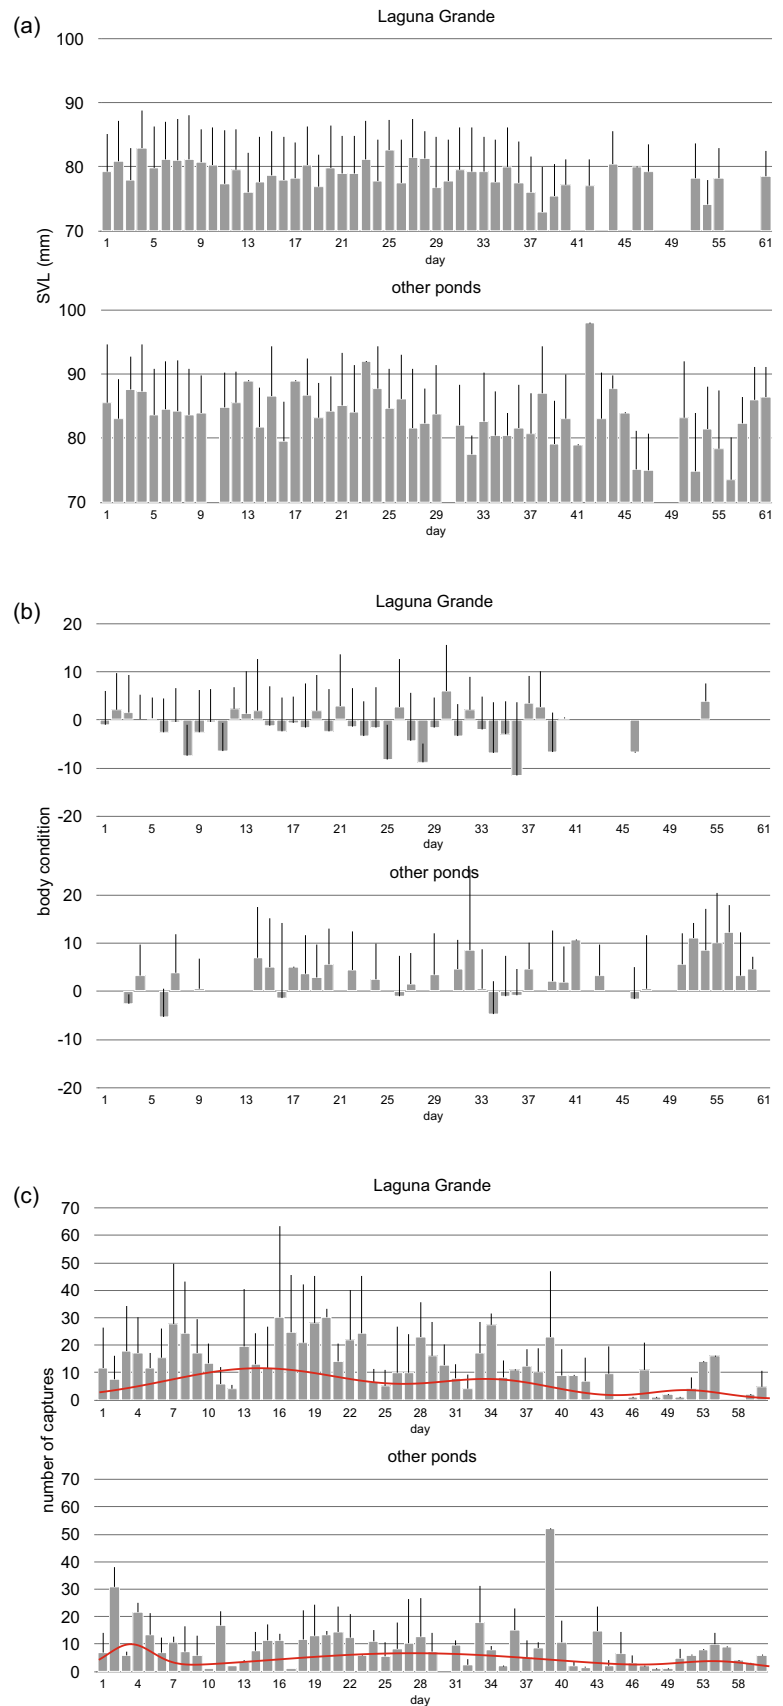 (a)
Laguna Grande
100
90
80
70
1 5 9 13 17 21 25 29 33 37 41 45 49 55 61
day
SVL (mm)
other ponds
100
90
80
70
1 5 9 13 17 21 25 29 33 37 41 45 49 55 61
day
(b)
Laguna Grande
20
10
0
-10
-20
1 5 9 13 17 21 25 29 33 37 41 45 49 55 61
day
body condition
other ponds
20
10
0
-10
-20
1 5 9 13 17 21 25 29 33 37 41 45 49 55 61
day
(c)
Laguna Grande
70
60
50
40
30
20
10
0
1 4 7 10 13 16 19 22 25 28 31 34 37 40 43 46 49 53 58
day
number of captures
other ponds
70
60
50
40
30
20
10
0
1 4 7 10 13 16 19 22 25 28 31 34 37 40 43 46 49 53 58
day